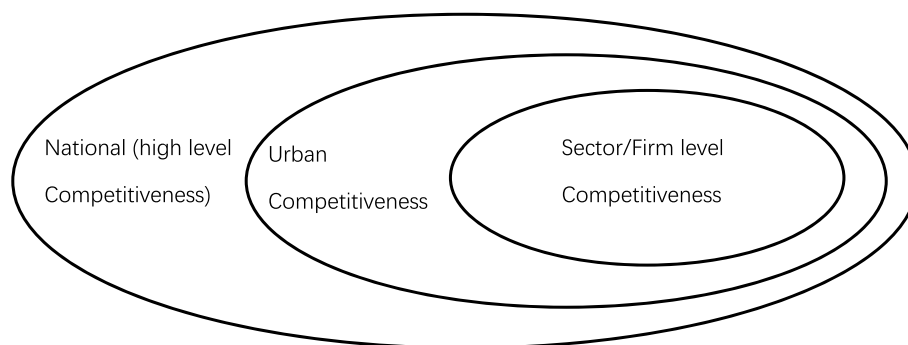 National (high level
Competitiveness)
Urban
Competitiveness
Sector/Firm level
Competitiveness